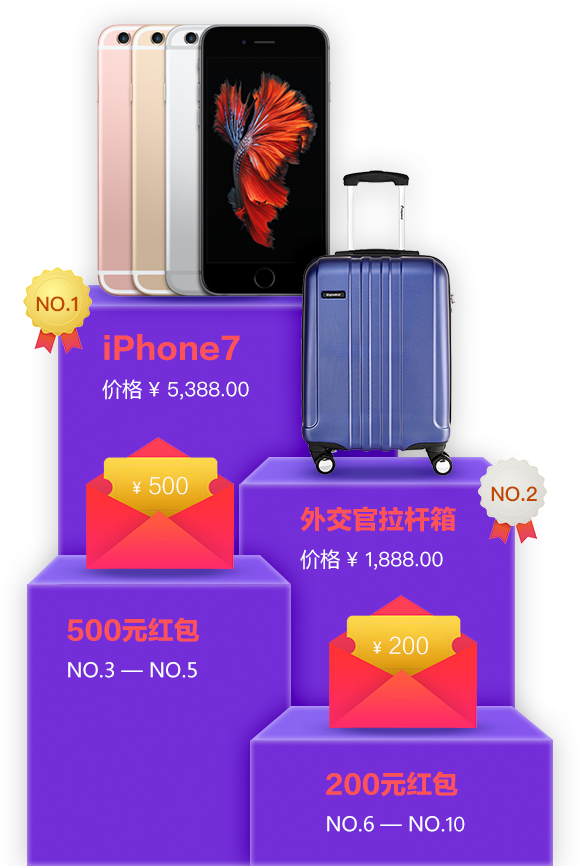 NO.1
iPhone7
价格 ¥ 5,388.00
¥ 500
NO.2
外交官拉杆箱
价格 ¥ 1,888.00
500元红包
NO.3 — NO.5
¥ 200
200元红包
NO.6 — NO.10